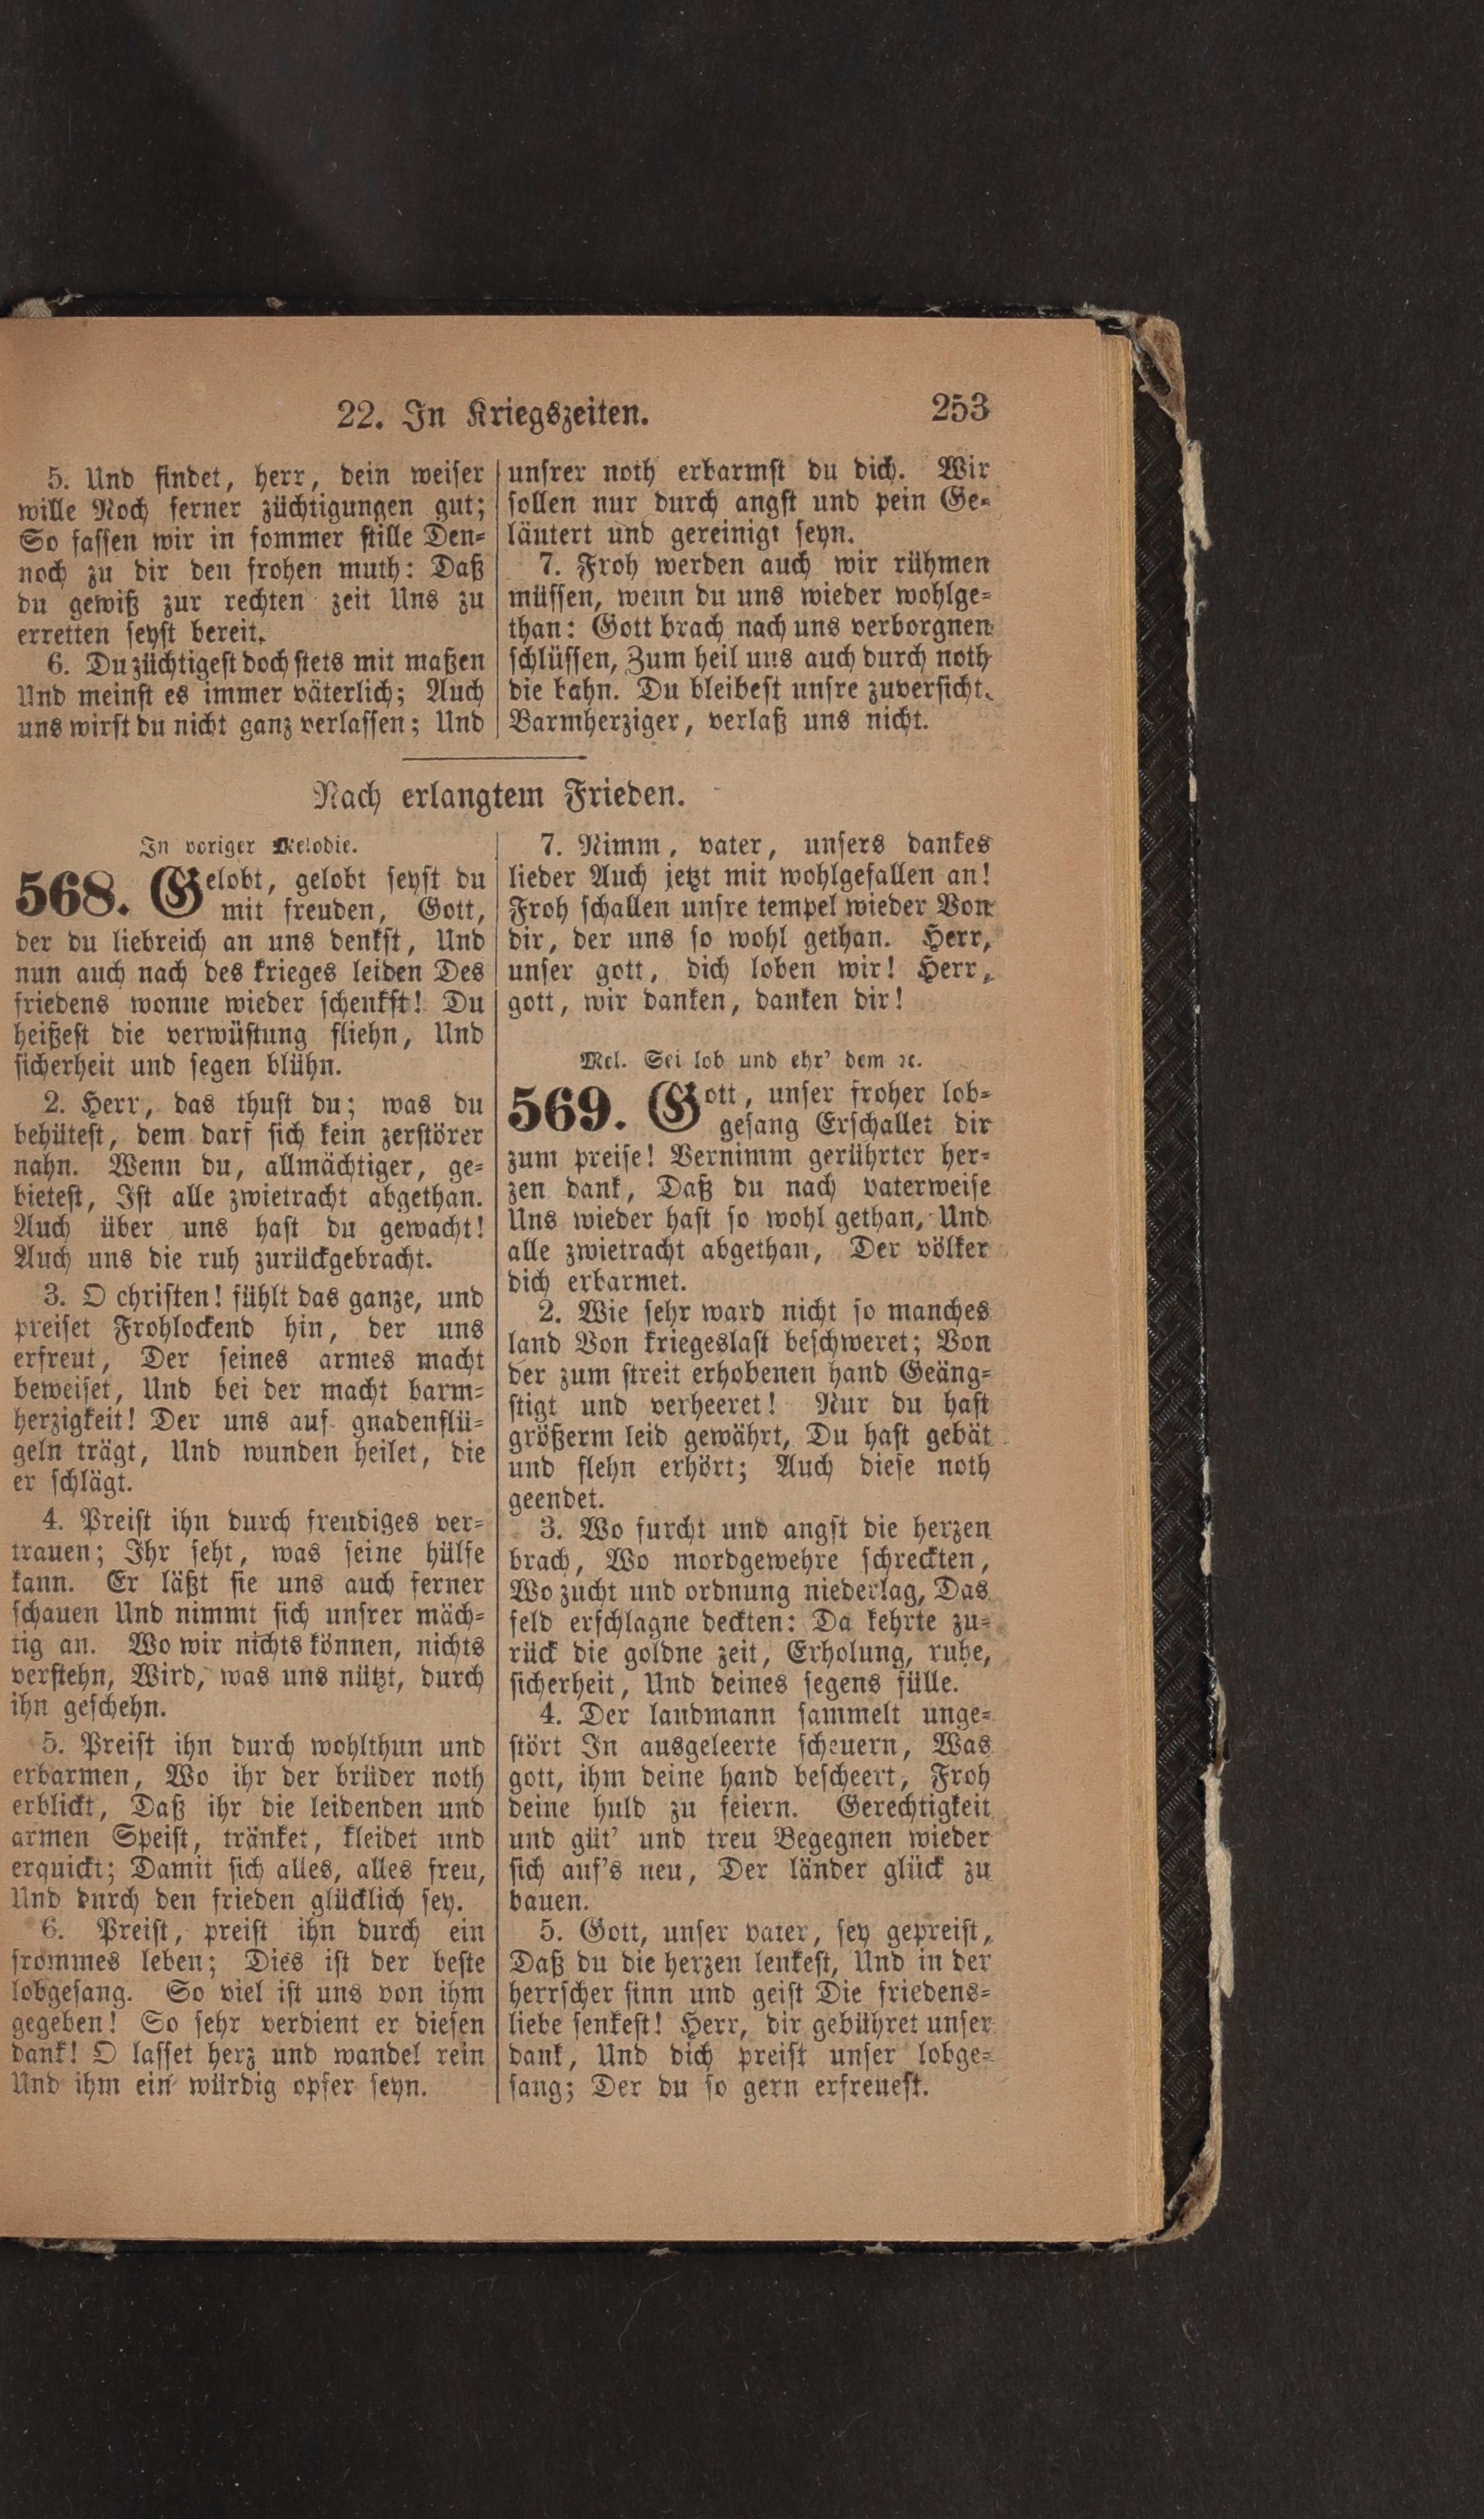 22. In Kriegszeiten.
253
5. Und findet, herr, dein weiser
wille Noch ferner züchtigungen gut;
So fassen wir in sommer stille Den-
noch zu dir den frohen muth: Daß
du gewiß zur rechten zeit Uns zu
erretten seyst bereit.
6. Du züchtigest doch stets mit maßen
Und meinst es immer väterlich; Auch
uns wirst du nicht ganz verlassen; Und
unsrer noth erbarmst du dich. Wir
sollen nur durch angst und pein Ge-
läutert und gereinigt seyn.
7. Froh werden auch wir rühmen
müssen, wenn du uns wieder wohlge-
than: Gott brach nach uns verborgnen
schlüssen, Zum heil uns auch durch noth
die bahn. Du bleibest unsre zuversicht.
Barmherziger, verlaß uns nicht.
Nach erlangtem Frieden.
In voriger Melodie.
568. Gelobt, gelobt seyst du
mit freuden, Gott,
der du liebreich an uns denkst, Und
nun auch nach des krieges leiden Des
friedens wonne wieder schenkst! Du
heißest die verwüstung fliehn, Und
sicherheit und segen blühn.
2. Herr, das thust du; was du
behütest, dem darf sich kein zerstörer
nahn. Wenn du, allmächtiger, ge-
bietest, Ist alle zwietracht abgethan.
Auch über uns hast du gewacht!
Auch uns die ruh zurückgebracht.
3. O christen! fühlt das ganze, und
preiset Frohlockend hin, der uns
erfreut, Der seines armes macht
beweiset, Und bei der macht barm-
herzigkeit! Der uns auf gnadenflü-
geln trägt, Und wunden heilet, die
er schlägt.
4. Preist ihn durch freudiges ver-
trauen; Ihr seht, was seine hülfe
kann. Er läßt sie uns auch ferner
schauen Und nimmt sich unsrer mäch-
tig an. Wo wir nichts können, nichts
verstehn, Wird, was uns nützt, durch
ihn geschehn.
5. Preist ihn durch wohlthun und
erbarmen, Wo ihr der brüder noth
erblickt, Daß ihr die leidenden und
armen Speist, tränket, kleidet und
erquickt; Damit sich alles, alles freu,
Und durch den frieden glücklich sey.
6. Preist, preist ihn durch ein
frommes leben; Dies ist der beste
lobgesang. So viel ist uns von ihm
gegeben! So sehr verdient er diesen
dank! O lasset herz und wandel rein
Und ihm ein würdig opfer seyn.
7. Nimm, vater, unsers dankes
lieder Auch jetzt mit wohlgefallen an!
Froh schallen unsre tempel wieder Von
dir, der uns so wohl gethan. Herr,
unser gott, dich loben wir! Herr,
gott, wir danken, danken dir!
Mel. Sei lob und ehr' dem ꝛc.
569. Gott, unser froher lob-
gesang Erschallet dir
zum preise! Vernimm gerührter her-
zen dank, Daß du nach vaterweise
Uns wieder hast so wohl gethan, Und
alle zwietracht abgethan, Der völker
dich erbarmet.
2. Wie sehr ward nicht so manches
land Von kriegeslast beschweret; Von
der zum streit erhobenen hand Geäng-
stigt und verheeret! Nur du hast
größerm leid gewährt, Du hast gebät
und flehn erhört; Auch diese noth
geendet.
3. Wo furcht und angst die herzen
brach, Wo mordgewehre schreckten,
Wo zucht und ordnung niederlag, Das
feld erschlagne deckten: Da kehrte zu-
rück die goldne zeit, Erholung, ruhe,
sicherheit, Und deines segens fülle.
4. Der landmann sammelt unge-
stört In ausgeleerte scheuern, Was
gott, ihm deine hand bescheert, Froh
deine huld zu feiern. Gerechtigkeit
und güt' und treu Begegnen wieder
sich auf's neu, Der länder glück zu
bauen.
5. Gott, unser vater, sey gepreist,
Daß du die herzen lenkest, Und in der
herrscher sinn und geist Die friedens-
liebe senkest! Herr, dir gebühret unser
dank, Und dich preist unser lobge-
sang; Der du so gern erfreuest.